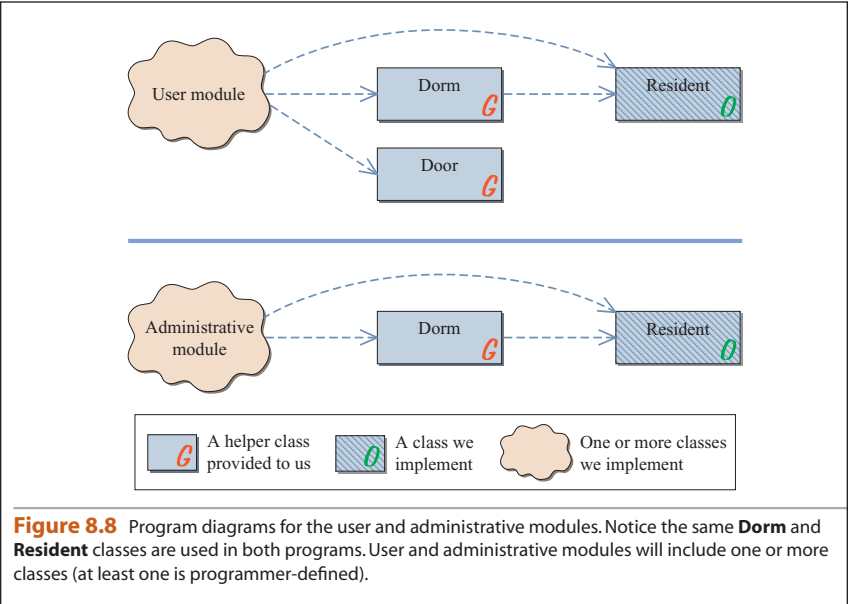 User module
Dorm
G
Resident
O
Door
G
Administrative
module
Dorm
G
Resident
O
G
A helper class
provided to us
O
A class we
implement
One or more classes
we implement
Figure 8.8 Program diagrams for the user and administrative modules. Notice the same Dorm and
Resident classes are used in both programs. User and administrative modules will include one or more
classes (at least one is programmer-defined).